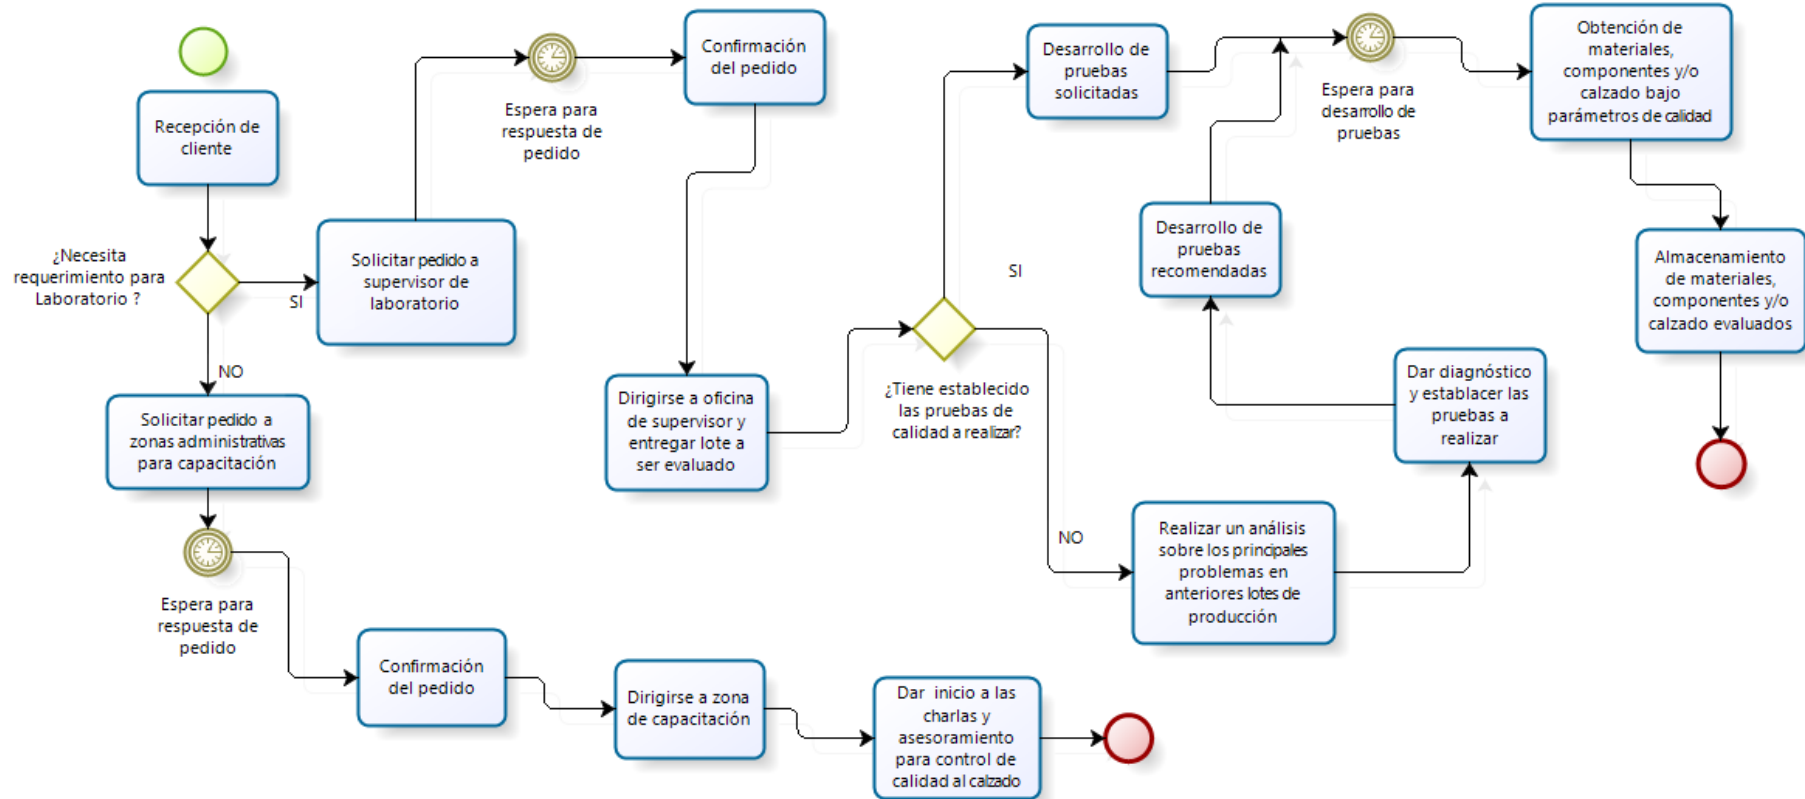 Recepción de
cliente
¿Necesita
requerimiento para
Laboratorio ?
SI
NO
Solicitar pedido a
supervisor de
laboratorio
Espera para
respuesta de
pedido
Confirmación
del pedido
Dirigirse a oficina
de supervisor y
entregar lote a
ser evaluado
¿Tiene establecido
las pruebas de
calidad a realizar?
SI
NO
Desarrollo de
pruebas
solicitadas
Realizar un análisis
sobre los principales
problemas en
anteriores lotes de
producción
Dar diagnóstico
y establacer las
pruebas a
realizar
Desarrollo de
pruebas
recomendadas
Espera para
desarrollo de
pruebas
Obtención de
materiales,
componentes y/o
calzado bajo
parámetros de calidad
Almacenamiento
de materiales,
componentes y/o
calzado evaluados
Solicitar pedido a
zonas administrativas
para capacitación
Espera para
respuesta de
pedido
Confirmación
del pedido
Dirigirse a zona
de capacitación
Dar inicio a las
charlas y
asesoramiento
para control de
calidad al calzado